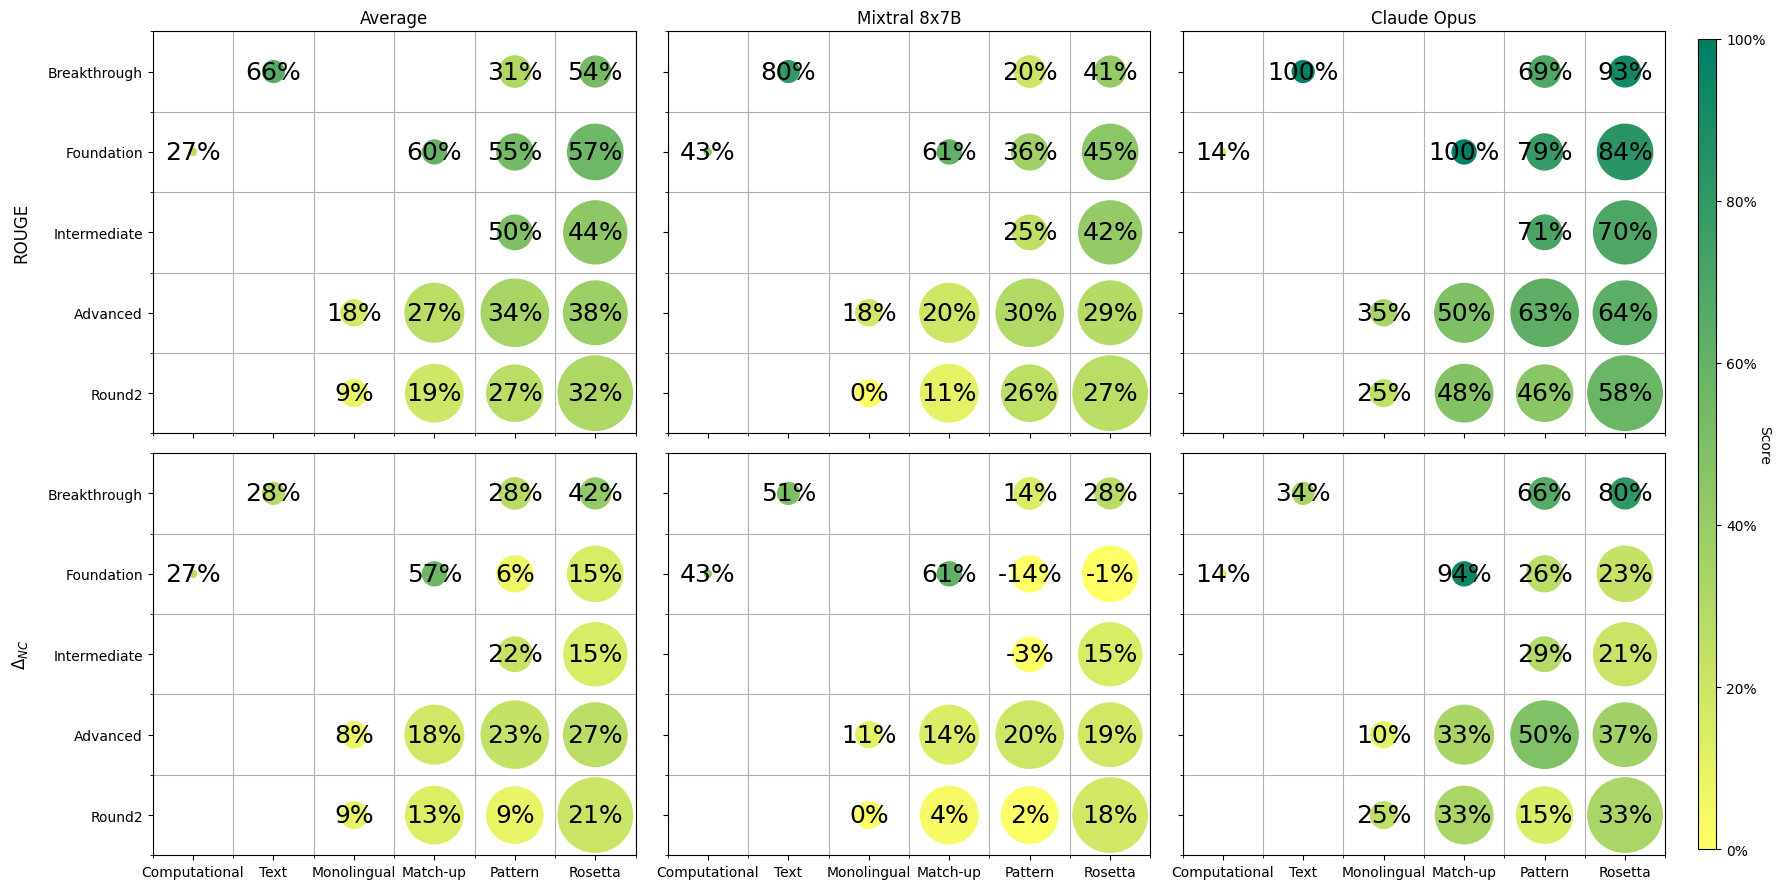 Average Mixtral 8x7B Claude Opus
ROUGE
Breakthrough 66% 31% 54% 80% 20% 41% 100% 69% 93%
Foundation 27% 60% 55% 57% 43% 61% 36% 45% 14% 100% 79% 84%
Intermediate 50% 44% 25% 42% 71% 70%
Advanced 18% 27% 34% 38% 18% 20% 30% 29% 35% 50% 63% 64%
Round2 9% 19% 27% 32% 0% 11% 26% 27% 25% 48% 46% 58%
Δ_NC
Breakthrough 28% 28% 42% 51% 14% 28% 34% 66% 80%
Foundation 27% 57% 6% 15% 43% 61% -14% -1% 14% 94% 26% 23%
Intermediate 22% 15% -3% 15% 29% 21%
Advanced 8% 18% 23% 27% 11% 14% 20% 19% 10% 33% 50% 37%
Round2 9% 13% 9% 21% 0% 4% 2% 18% 25% 33% 15% 33%
Computational Text Monolingual Match-up Pattern Rosetta Computational Text Monolingual Match-up Pattern Rosetta Computational Text Monolingual Match-up Pattern Rosetta
100%
80%
60%
40%
20%
0%
Score